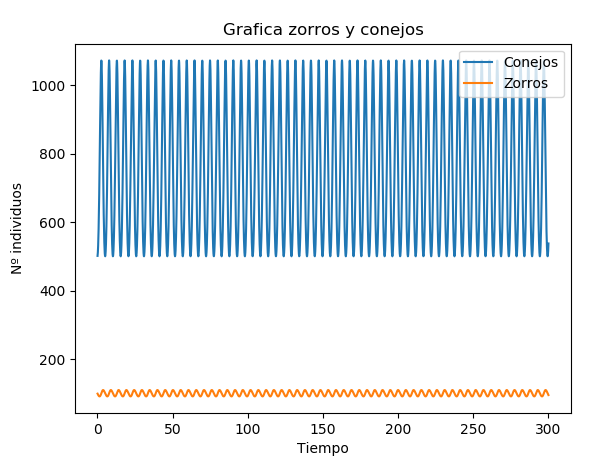 Grafica zorros y conejos
Conejos
Zorros
1000
800
600
400
200
Nº individuos
0 50 100 150 200 250 300
Tiempo